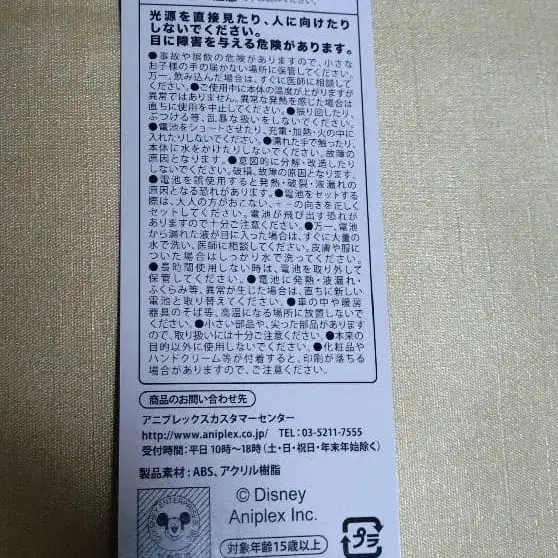 光源を直接見たり、人に向けたり
しないでください。
目に障害を与える危険があります。
●事故や誤飲の危険がありますので、小さな
お子様の手の届かない場所に保管してください。
万一、飲み込んだ場合は、すぐに医師に相談して
ください。●ご使用中に本体の温度が上がりますが
異常ではありません。異常な発熱を感じた場合は
直ちに使用を中止してください。●振り回したり、
ぶつける等、乱暴な扱いをしないでください。
●電池をショートさせたり、充電・加熱・火の中に
入れたりしないでください。●濡れた手で触ったり、
本体に水をかけたりしないでください。故障の
原因となります。●意図的に分解・改造したり
しないでください。破損、故障の原因となります。
●電池を誤使用すると発熱・破裂・液漏れの
原因となる恐れがあります。●電池をセットする
際は、大人の方がおこない、+-の向きを正しく
セットしてください。電池が飛び出す恐れが
ありますので十分ご注意ください。●万一、電池
から漏れた液が目に入った場合は、すぐに大量の
水で洗い、医師に相談してください。皮膚や服に
ついた場合はしっかり水で洗ってください。
●長時間使用しない時は、電池を取り外して
保管してください。●電池に発熱・液漏れ・
ふくらみ等、異常が生じた場合は、直ちに新しい
電池と取り替えてください。●車の中や暖房
器具のそば等、高温になる場所に放置しないで
ください。●小さい部品や、尖った部品があります
ので、取り扱いには十分ご注意ください。●本来の
目的以外に使用しないでください。●化粧品や
ハンドクリーム等が付着すると、印刷が落ちる
場合がありますので、ご注意ください。
商品のお問い合わせ先
アニプレックスカスタマーセンター
http://www.aniplex.co.jp/ TEL:03-5211-7555
受付時間:平日10時〜18時(土・日・祝日・年末年始除く)
製品素材:ABS、アクリル樹脂
© Disney
Aniplex Inc.
対象年齢15歳以上
プラ